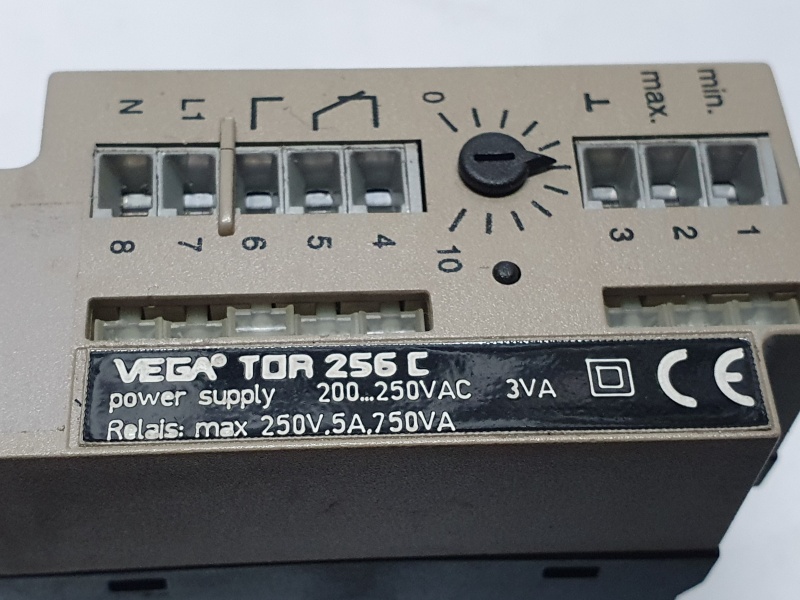 N L1 0 ⊥ max. min.
8 7 6 5 4 10 3 2 1
VEGA® TOR 256 C
power supply 200...250VAC 3VA CE
Relais: max 250V.5A.750VA